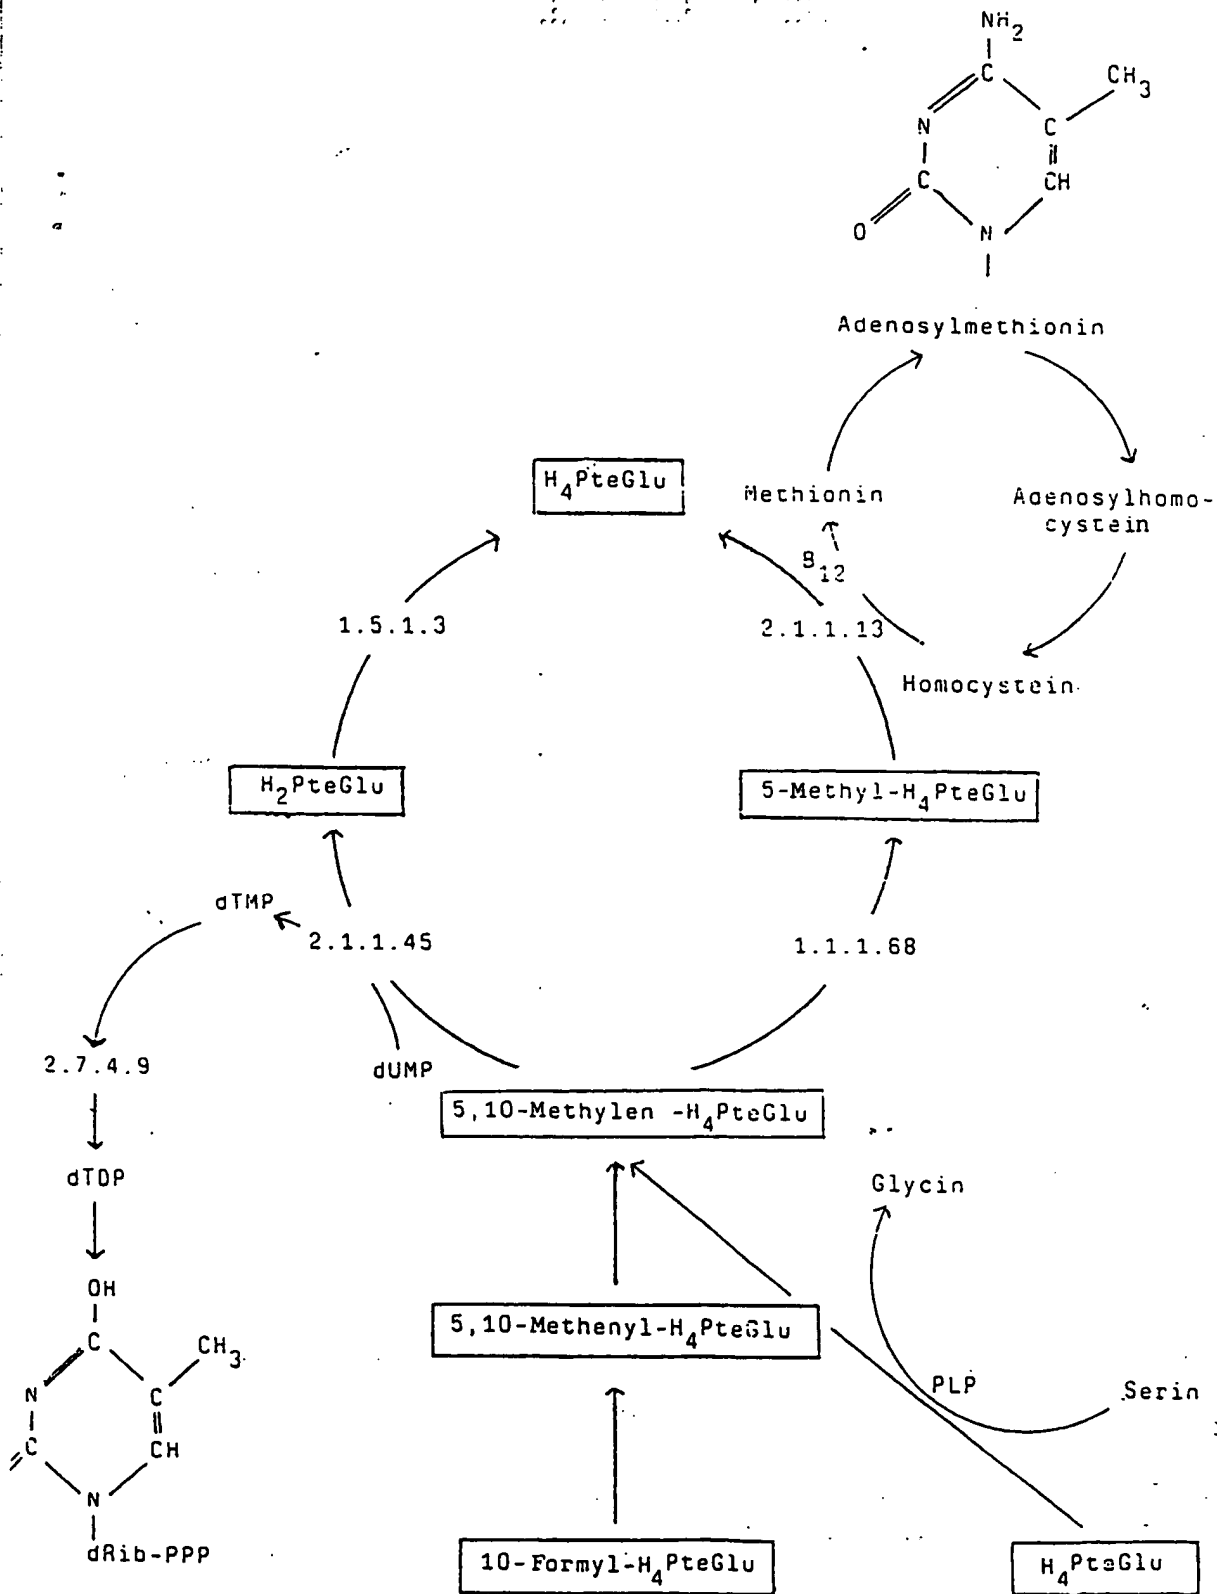 NH2
C
CH3
N
C
C
CH
O
N
Adenosylmethionin
H4PteGlu
Methionin
Adenosylhomo-
cystein
B12
1.5.1.3
2.1.1.13
Homocystein
H2PteGlu
5-Methyl-H4PteGlu
dTMP
2.1.1.45
1.1.1.68
2.7.4.9
dUMP
5,10-Methylen -H4PteGlu
dTDP
Glycin
OH
5,10-Methenyl-H4PteGlu
C
CH3
N
C
PLP
Serin
C
CH
N
dRib-PPP
10-Formyl-H4PteGlu
H4PteGlu